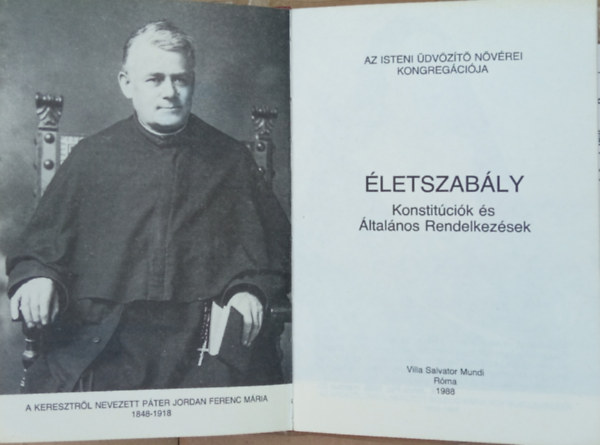 A KERESZTRŐL NEVEZETT PÁTER JORDAN FERENC MÁRIA
1848-1918
AZ ISTENI ÜDVÖZÍTŐ NŐVÉREI
KONGREGÁCIÓJA
ÉLETSZABÁLY
Konstitúciók és
Általános Rendelkezések
Villa Salvator Mundi
Róma
1988